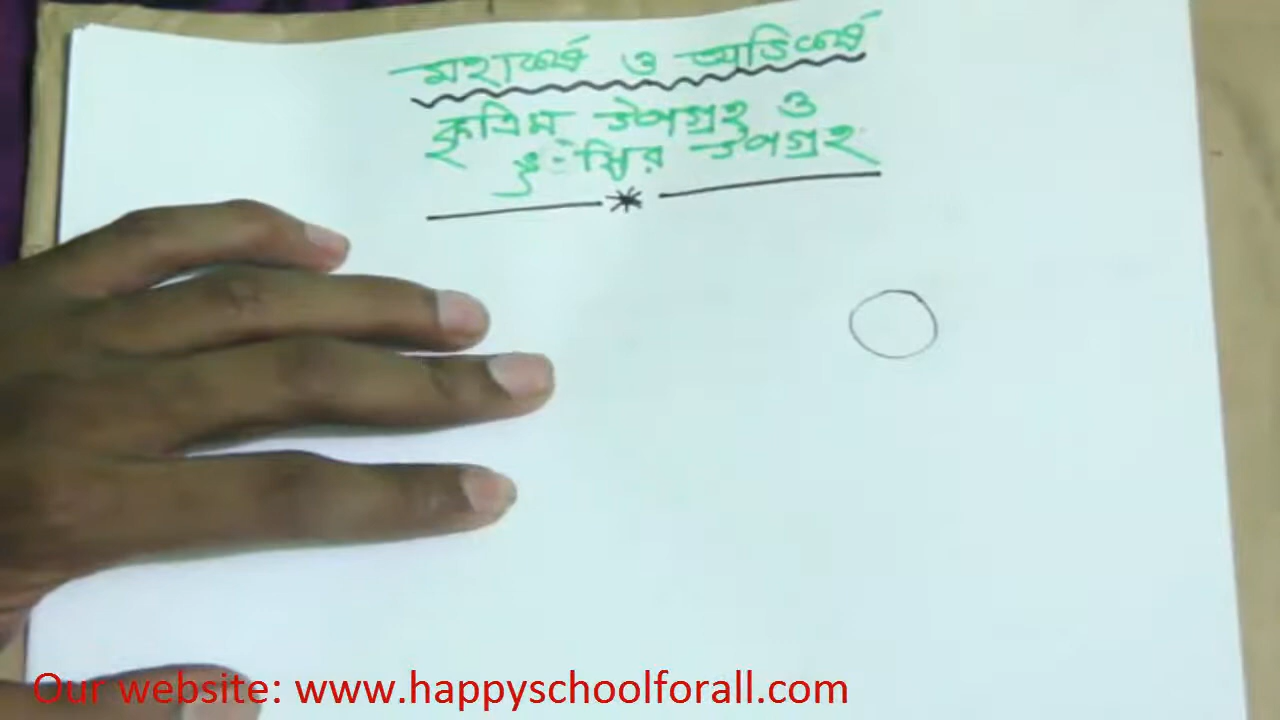 মহাকর্ষ ও অভিকর্ষ
কৃত্রিম উপগ্রহ ও
ভূ-স্থির উপগ্রহ
Our website: www.happyschoolforall.com